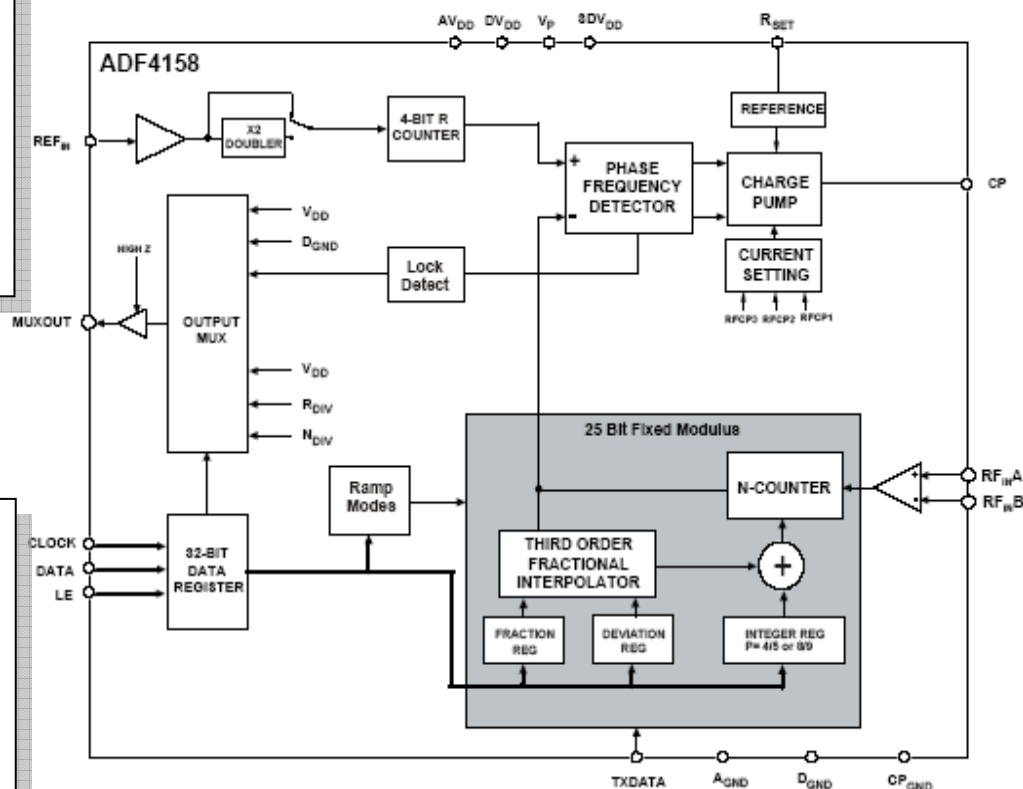 AVDD DVDD VP SDVDD
RSET
ADF4158
REFIN
X2
DOUBLER
4-BIT R
COUNTER
+
-
PHASE
FREQUENCY
DETECTOR
REFERENCE
CHARGE
PUMP
CP
CURRENT
SETTING
RFCP3 RFCP2 RFCP1
HIGH Z
MUXOUT
OUTPUT
MUX
VDD
DGND
Lock
Detect
VDD
RDIV
NDIV
25 Bit Fixed Modulus
Ramp
Modes
N-COUNTER
+
-
RFINA
RFINB
THIRD ORDER
FRACTIONAL
INTERPOLATOR
+
CLOCK
DATA
LE
32-BIT
DATA
REGISTER
FRACTION
REG
DEVIATION
REG
INTEGER REG
P= 4/5 or 8/9
TXDATA
AGND
DGND
CPGND